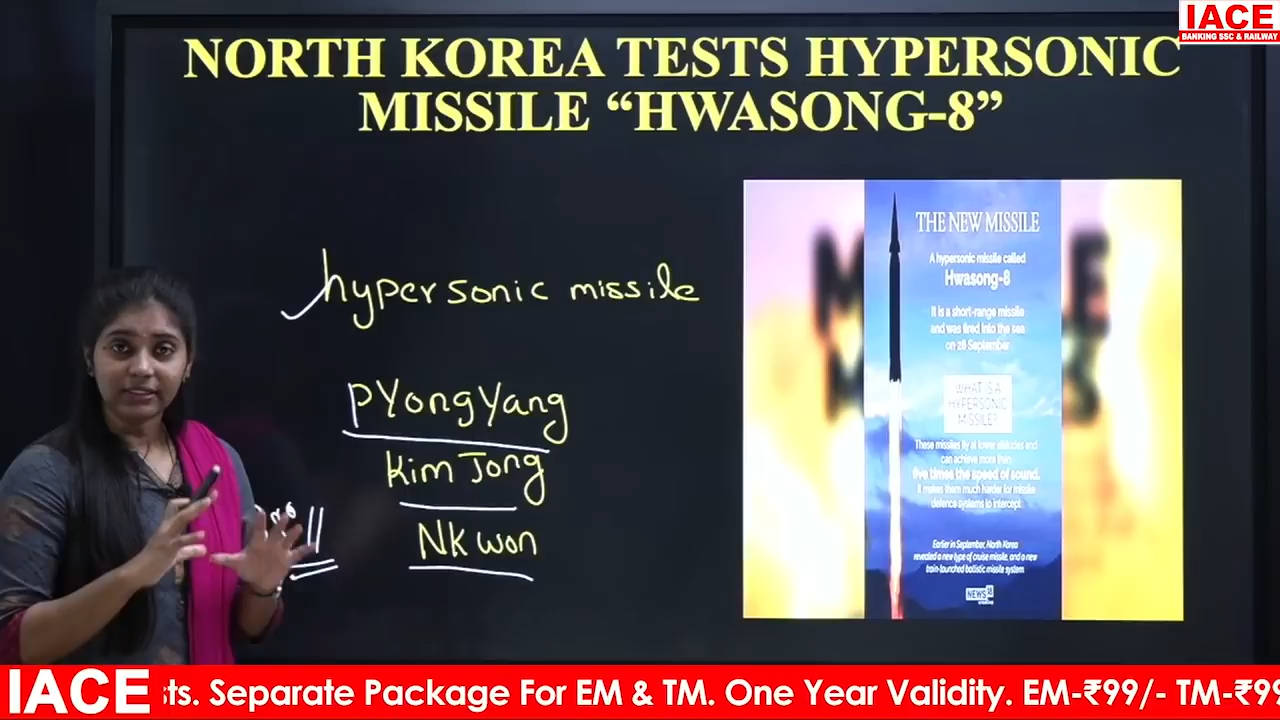 IACE
BANKING SSC & RAILWAY
NORTH KOREA TESTS HYPERSONIC
MISSILE “HWASONG-8”
hypersonic missile
PYongYang
Kim Jong
NK won
THE NEW MISSILE
A hypersonic missile called
Hwasong-8
It is a short-range missile
and was fired into the sea
on 28 September
WHAT IS A
HYPERSONIC
MISSILE?
These missiles fly at lower altitudes and
can achieve more than
five times the speed of sound.
It makes them much harder for missile
defence systems to intercept.
Earlier in September, North Korea
revealed a new type of cruise missile, and a new
train-launched ballistic missile system
NEWS18
IACE
sts. Separate Package For EM & TM. One Year Validity. EM-₹99/- TM-₹99